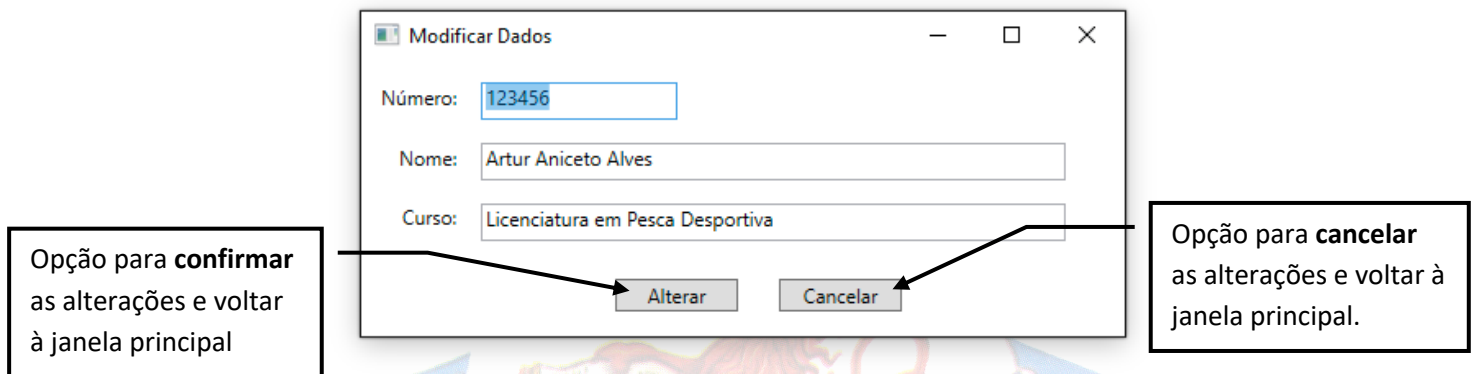 Modificar Dados
Número: 123456
Nome: Artur Aniceto Alves
Curso: Licenciatura em Pesca Desportiva
Alterar Cancelar
Opção para confirmar
as alterações e voltar
à janela principal
Opção para cancelar
as alterações e voltar à
janela principal.